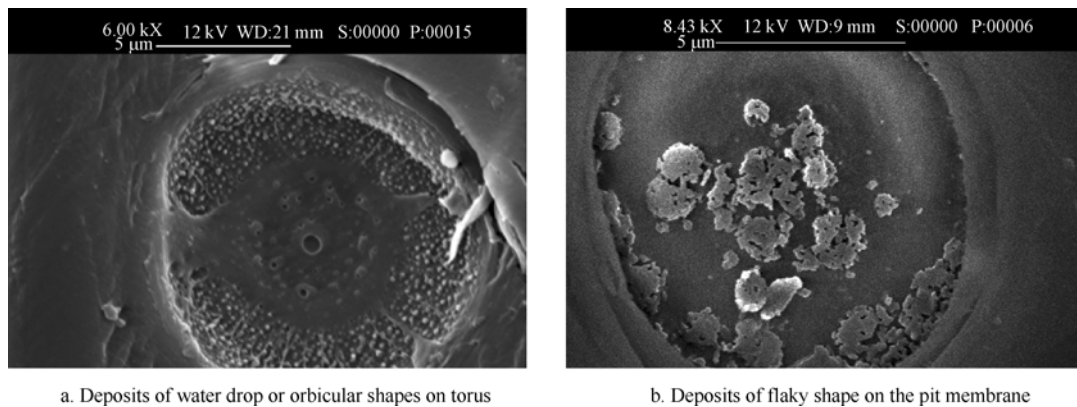 6.00 kX 12 kV WD:21 mm S:00000 P:00015
5 μm
8.43 kX 12 kV WD:9 mm S:00000 P:00006
5 μm
a. Deposits of water drop or orbicular shapes on torus
b. Deposits of flaky shape on the pit membrane